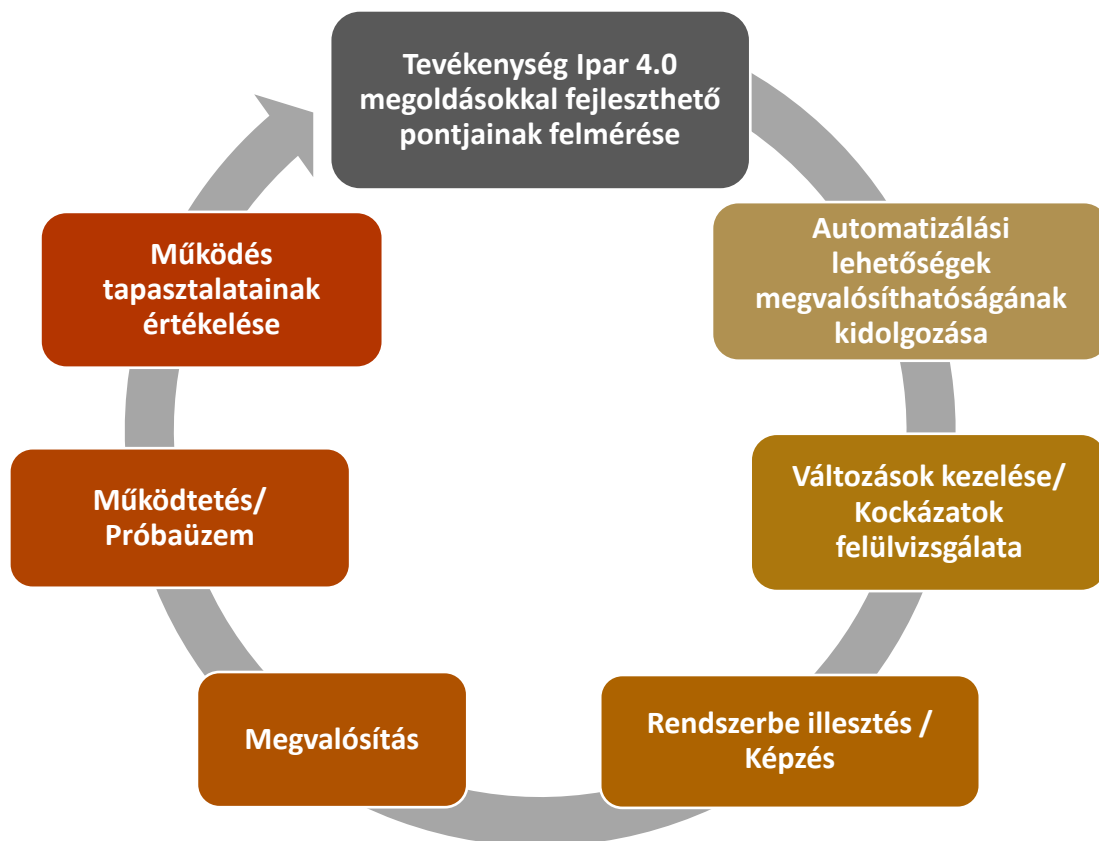 Tevékenység Ipar 4.0
megoldásokkal fejleszthető
pontjainak felmérése
Automatizálási
lehetőségek
megvalósíthatóságának
kidolgozása
Változások kezelése/
Kockázatok
felülvizsgálata
Rendszerbe illesztés /
Képzés
Megvalósítás
Működtetés/
Próbaüzem
Működés
tapasztalatainak
értékelése